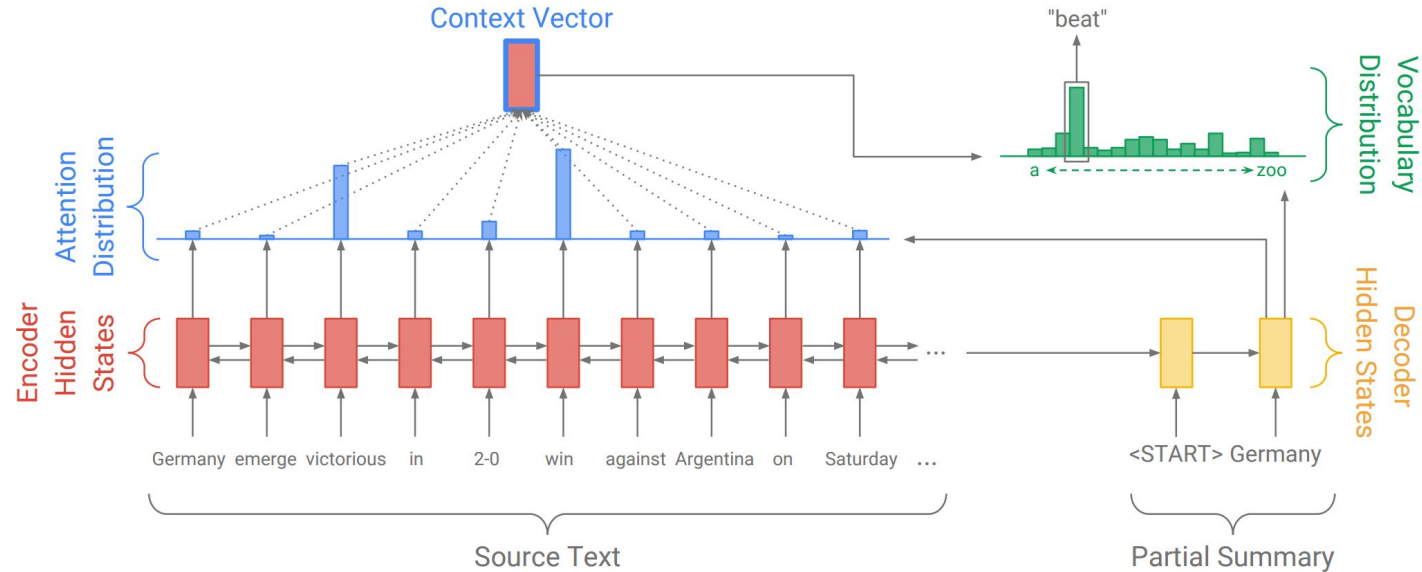 Context Vector
"beat"
a
zoo
Vocabulary
Distribution
Attention
Distribution
Encoder
Hidden
States
...
Decoder
Hidden States
Germany emerge victorious in 2-0 win against Argentina on Saturday ...
<START> Germany
Source Text
Partial Summary